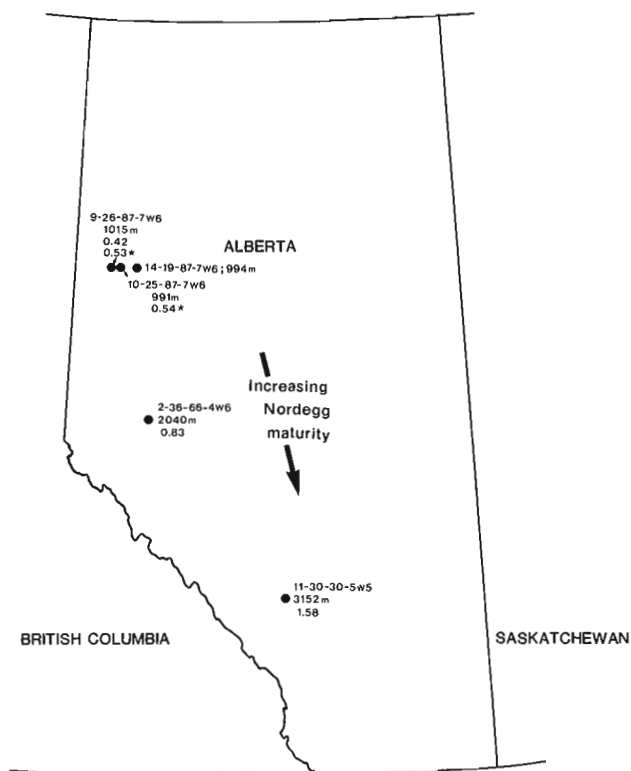 9-26-87-7w6
1015m
0.42
0.53*
ALBERTA
14-19-87-7w6; 994m
10-25-87-7w6
991m
0.54*
Increasing
Nordegg
maturity
2-36-66-4w6
2040m
0.83
11-30-30-5w5
3152m
1.58
BRITISH COLUMBIA
SASKATCHEWAN